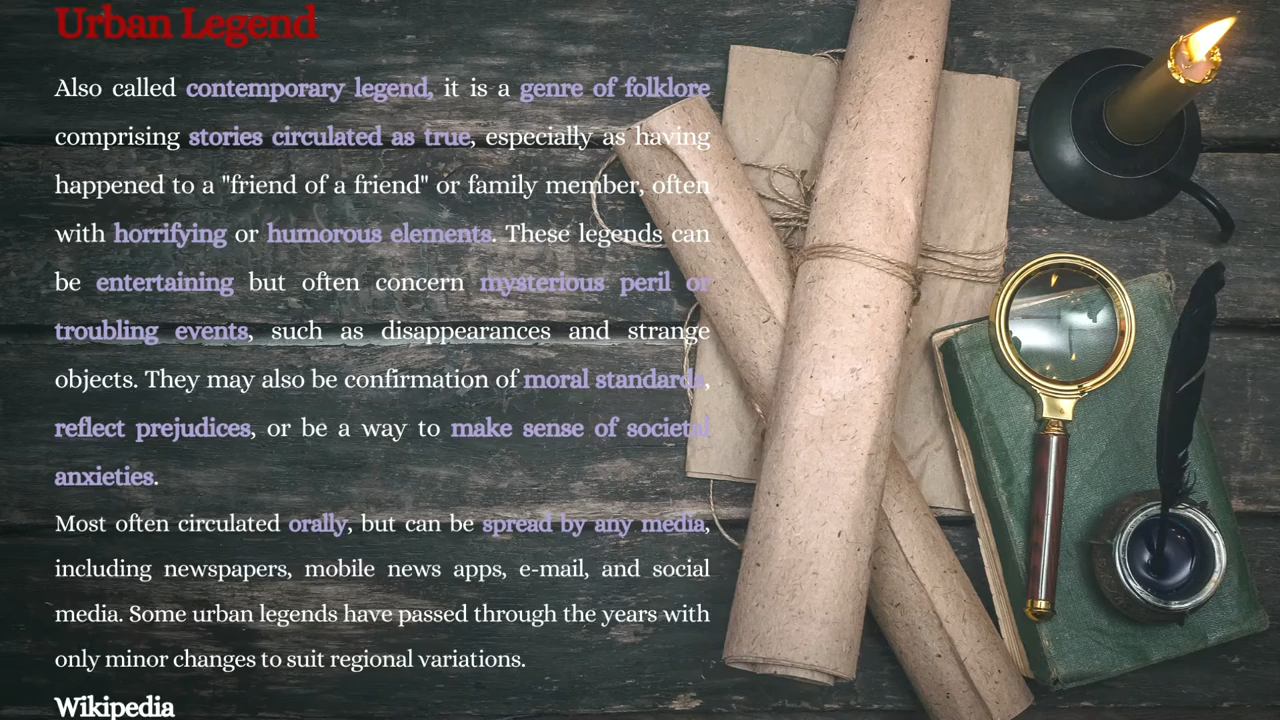 Urban Legend
Also called contemporary legend, it is a genre of folklore
comprising stories circulated as true, especially as having
happened to a "friend of a friend" or family member, often
with horrifying or humorous elements. These legends can
be entertaining but often concern mysterious peril or
troubling events, such as disappearances and strange
objects. They may also be confirmation of moral standards,
reflect prejudices, or be a way to make sense of societal
anxieties.
Most often circulated orally, but can be spread by any media,
including newspapers, mobile news apps, e-mail, and social
media. Some urban legends have passed through the years with
only minor changes to suit regional variations.
Wikipedia